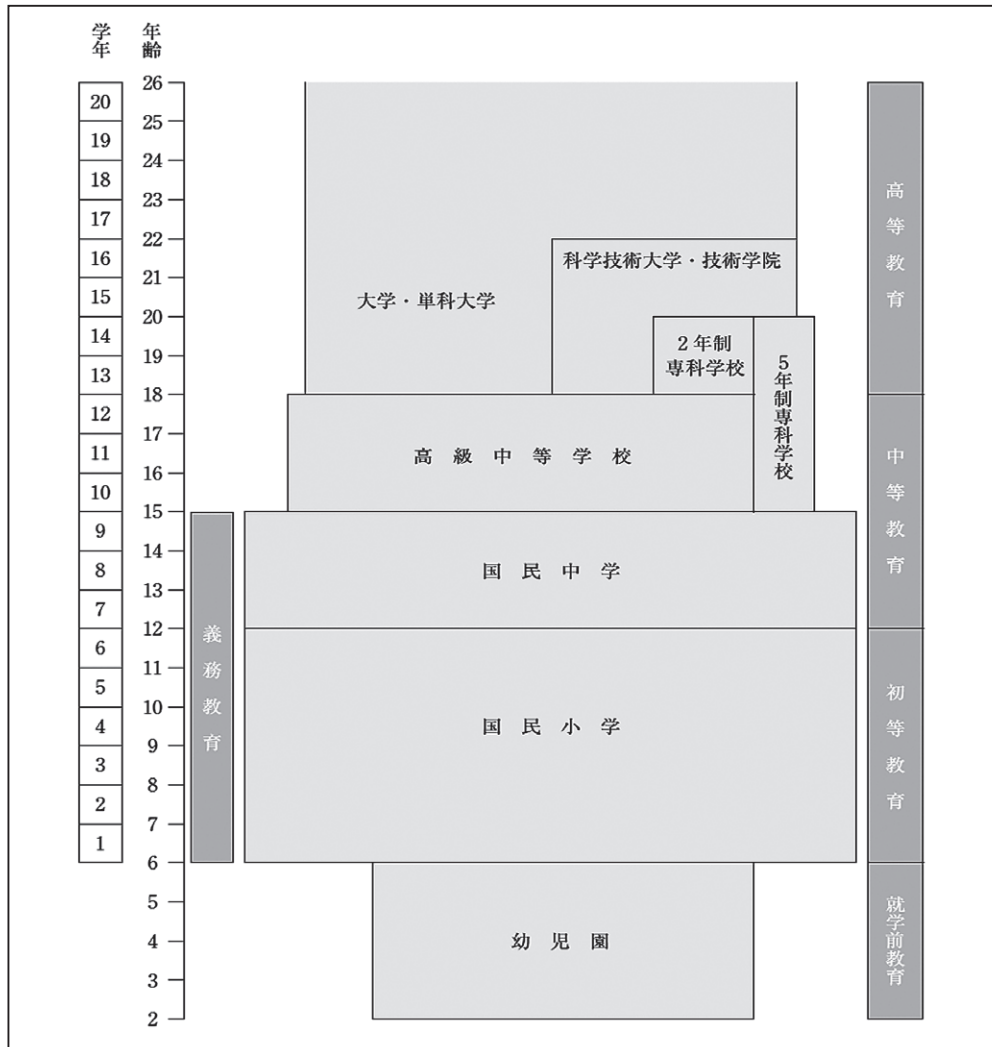 学年
年齢
20
19
18
17
16
15
14
13
12
11
10
9
8
7
6
5
4
3
2
1
26
25
24
23
22
21
20
19
18
17
16
15
14
13
12
11
10
9
8
7
6
5
4
3
2
義務教育
大学・単科大学
科学技術大学・技術学院
2年制
専科学校
5年制専科学校
高級中等学校
国民中学
国民小学
幼児園
高等教育
中等教育
初等教育
就学前教育